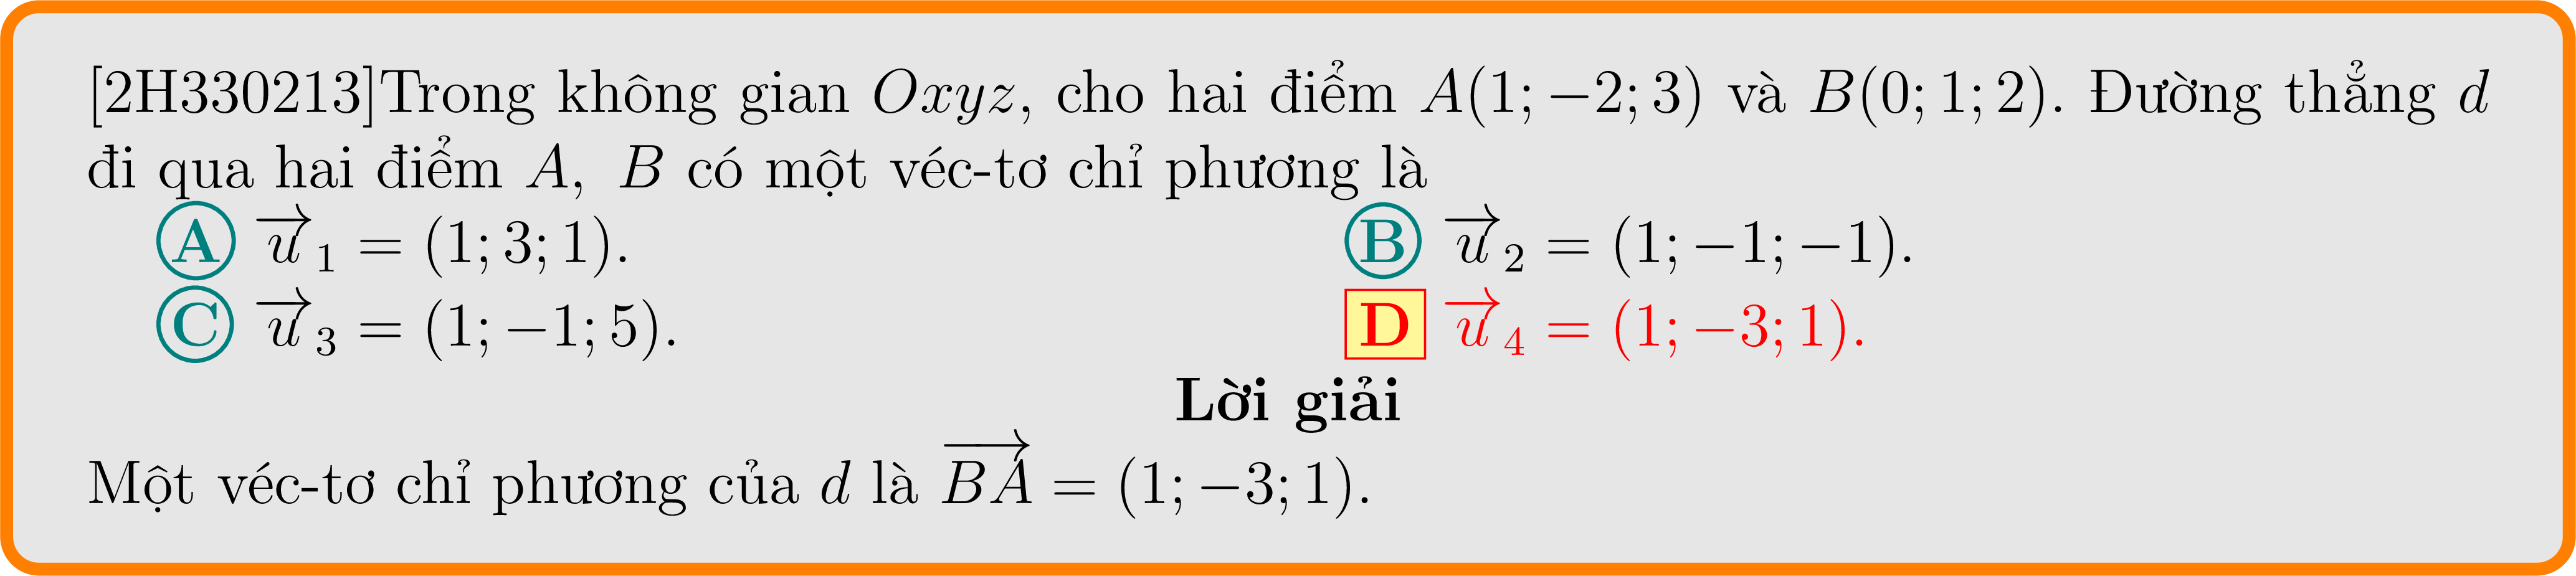 [2H330213]Trong không gian Oxyz, cho hai điểm A(1; −2; 3) và B(0; 1; 2). Đường thẳng d
đi qua hai điểm A, B có một véc-tơ chỉ phương là
A $\overrightarrow{u}_1 = (1; 3; 1)$. B $\overrightarrow{u}_2 = (1; −1; −1)$.
C $\overrightarrow{u}_3 = (1; −1; 5)$. D $\overrightarrow{u}_4 = (1; −3; 1)$.
Lời giải
Một véc-tơ chỉ phương của d là $\overrightarrow{BA} = (1; −3; 1)$.